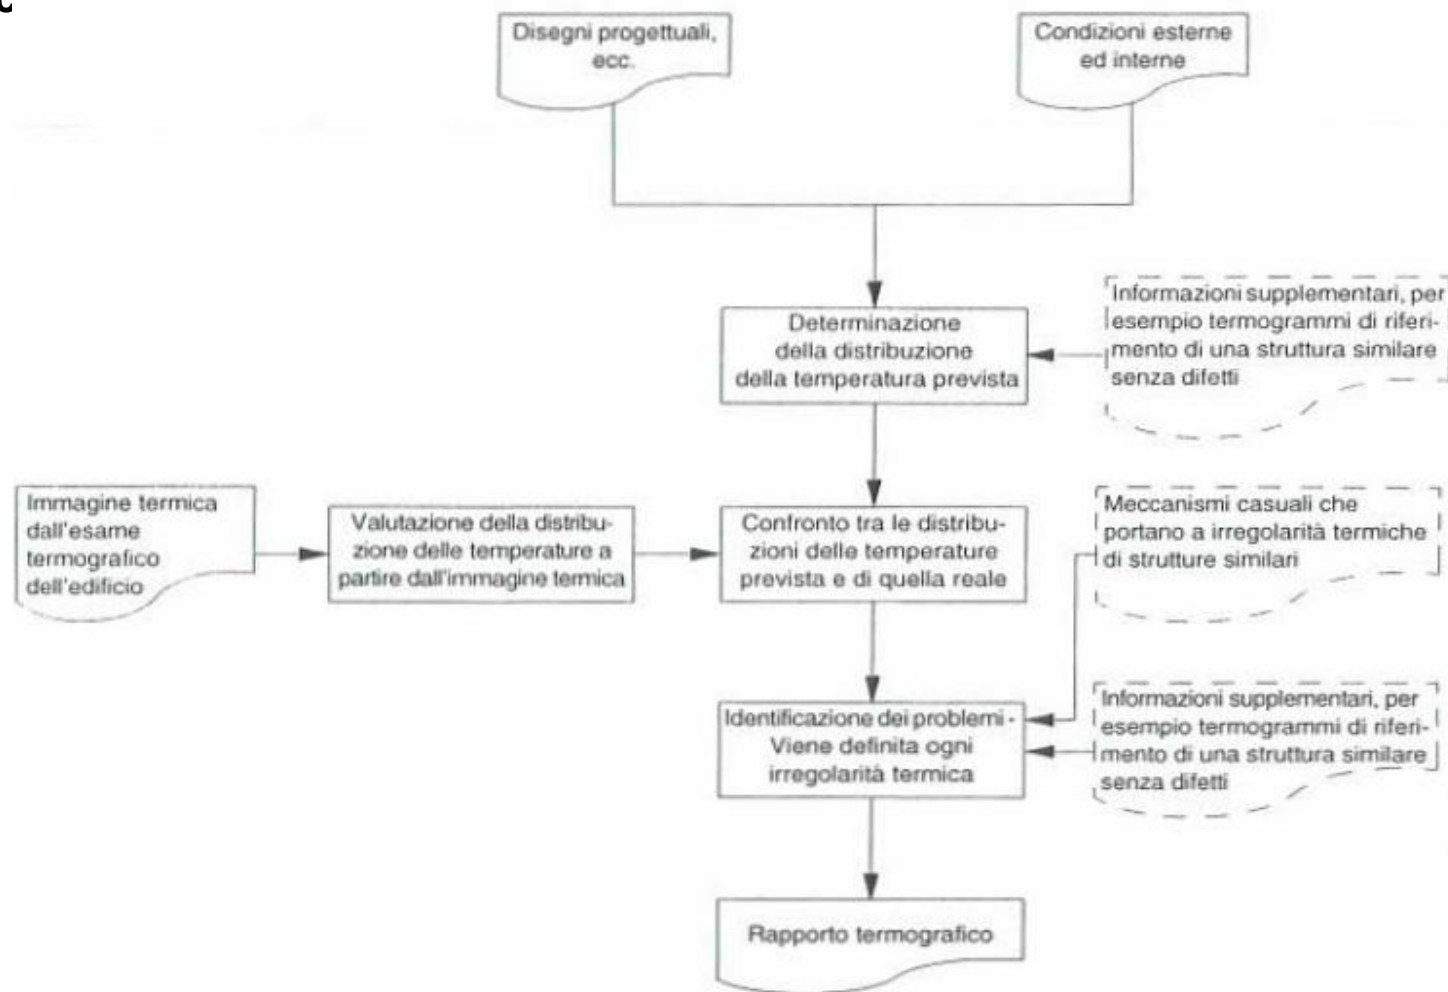 Disegni progettuali,
ecc.
Condizioni esterne
ed interne
Determinazione
della distribuzione
della temperatura prevista
Informazioni supplementari, per
esempio termogrammi di riferi-
mento di una struttura similare
senza difetti
Immagine termica
dall'esame
termografico
dell'edificio
Valutazione della distribu-
zione delle temperature a
partire dall'immagine termica
Confronto tra le distribu-
zioni delle temperature
prevista e di quella reale
Meccanismi casuali che
portano a irregolarità termiche
di strutture similari
Identificazione dei problemi -
Viene definita ogni
irregolarità termica
Informazioni supplementari, per
esempio termogrammi di riferi-
mento di una struttura similare
senza difetti
Rapporto termografico